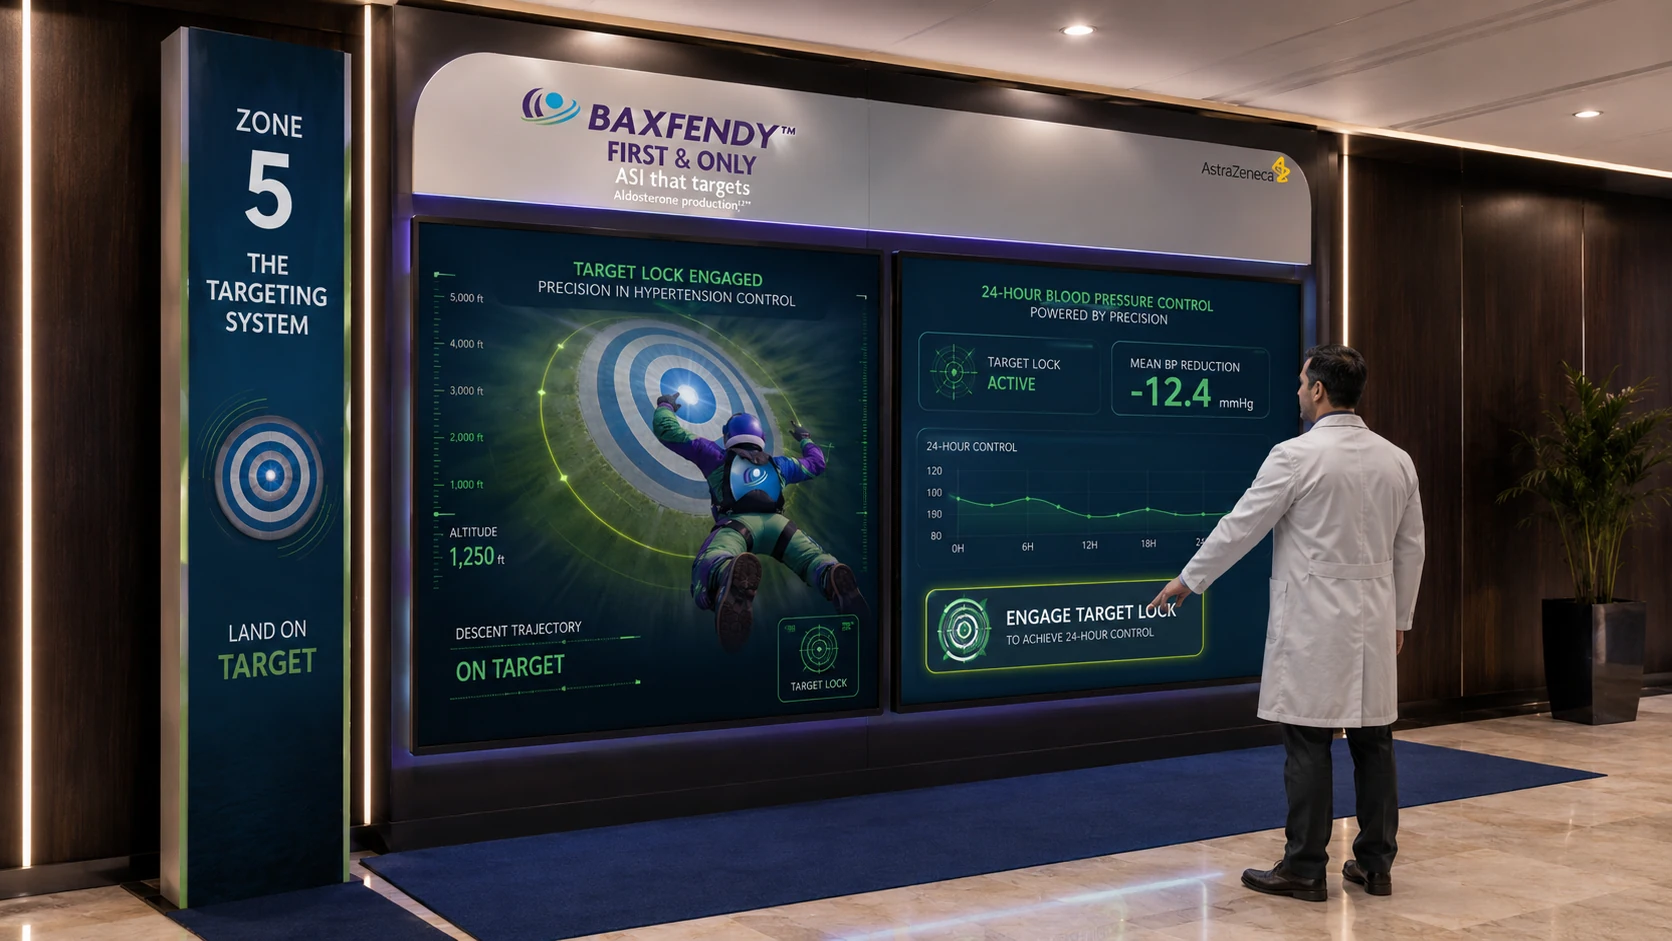 ZONE
5
THE
TARGETING
SYSTEM
LAND ON
TARGET
BAXFENDY™
FIRST & ONLY
ASI that targets
Aldosterone production
AstraZeneca
TARGET LOCK ENGAGED
PRECISION IN HYPERTENSION CONTROL
5,000 ft
4,000 ft
3,000 ft
2,000 ft
1,000 ft
ALTITUDE
1,250 ft
DESCENT TRAJECTORY
ON TARGET
TARGET LOCK
24-HOUR BLOOD PRESSURE CONTROL
POWERED BY PRECISION
TARGET LOCK
ACTIVE
MEAN BP REDUCTION
-12.4 mmHg
24-HOUR CONTROL
120
100
190
80
0H 6H 12H 18H
ENGAGE TARGET LOCK
TO ACHIEVE 24-HOUR CONTROL